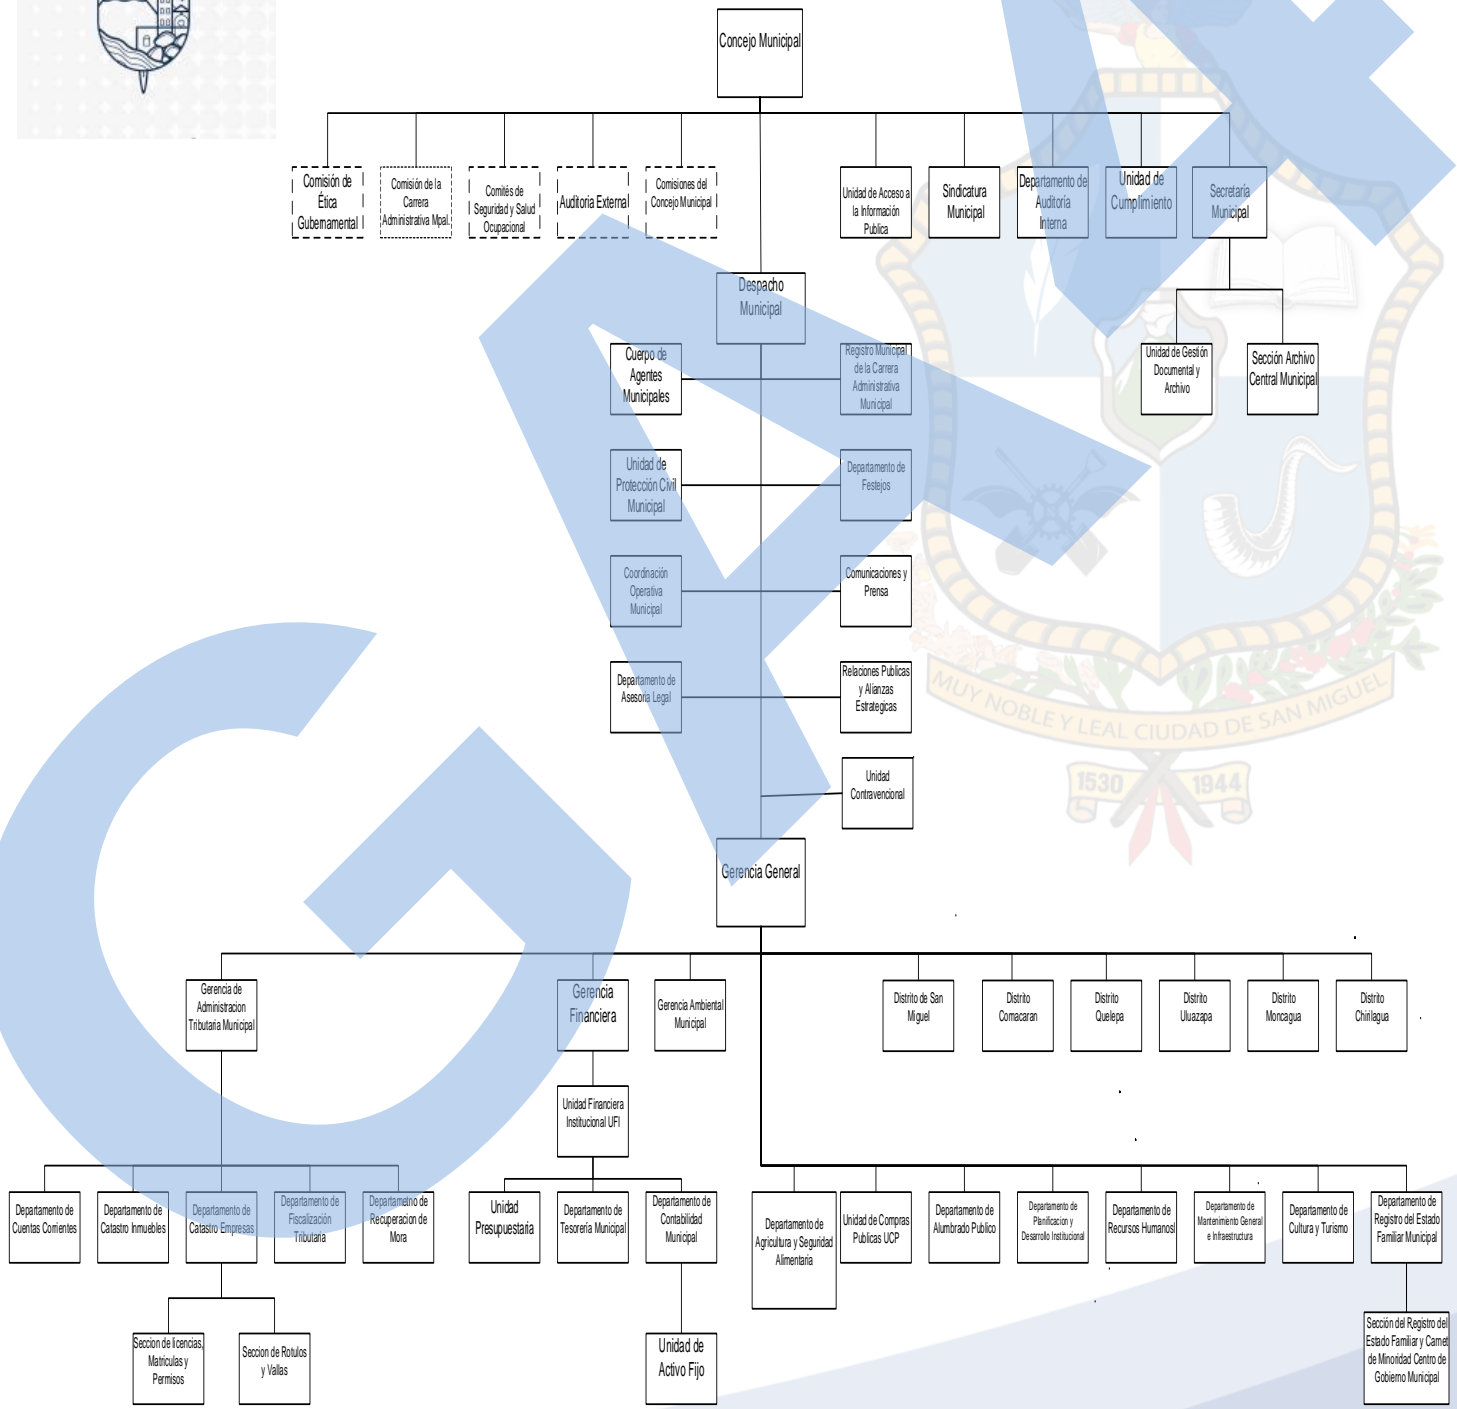 Concejo Municipal
Comisión de
Ética
Gubernamental
Comisión de la
Carrera
Administrativa Mpal.
Comités de
Seguridad y Salud
Ocupacional
Auditoria External
Comisiones del
Concejo Municipal
Unidad de Acceso a
la Información
Publica
Sindicatura
Municipal
Departamento de
Auditoría
Interna
Unidad de
Cumplimiento
Secretaría
Municipal
Despacho
Municipal
Unidad de Gestión
Documental y
Archivo
Sección Archivo
Central Municipal
Cuerpo de
Agentes
Municipales
Registro Municipal
de la Carrera
Administrativa
Municipal
Unidad de
Protección Civil
Municipal
Departamento de
Festejos
Coordinación
Operativa
Municipal
Comunicaciones y
Prensa
Departamento de
Asesoria Legal
Relaciones Publicas
y Alianzas
Estrategicas
Unidad
Contravencional
MUY NOBLE Y LEAL CIUDAD DE SAN MIGUEL
1530 1944
Gerencia General
Gerencia de
Administracion
Tributaria Municipal
Gerencia
Financiera
Gerencia Ambiental
Municipal
Distrito de San
Miguel
Distrito
Comacaran
Distrito
Quelepa
Distrito
Uluazapa
Distrito
Moncagua
Distrito
Chirilagua
Unidad Financiera
Institucional UFI
Departamento de
Cuentas Corrientes
Departamento de
Catastro Inmuebles
Departamento de
Catastro Empresas
Departamento de
Fiscalización
Tributaria
Departametno de
Recuperacion de
Mora
Unidad
Presupuestaria
Departamento de
Tesorería Municipal
Departamento de
Contabilidad
Municipal
Departamento de
Agricultura y Seguridad
Alimentaria
Unidad de Compras
Publicas UCP
Departamento de
Alumbrado Publico
Departamento de
Planificacion y
Desarrollo Institucional
Departamento de
Recursos Humanosl
Departamento de
Mantenimiento General
e Infraestructura
Departamento de
Cultura y Turismo
Departamento de
Registro del Estado
Familiar Municipal
Seccion de licencias,
Matriculas y
Permisos
Seccion de Rotulos
y Vallas
Unidad de
Activo Fijo
Sección del Registro del
Estado Familiar y Carnet
de Minoridad Centro de
Gobierno Municipal